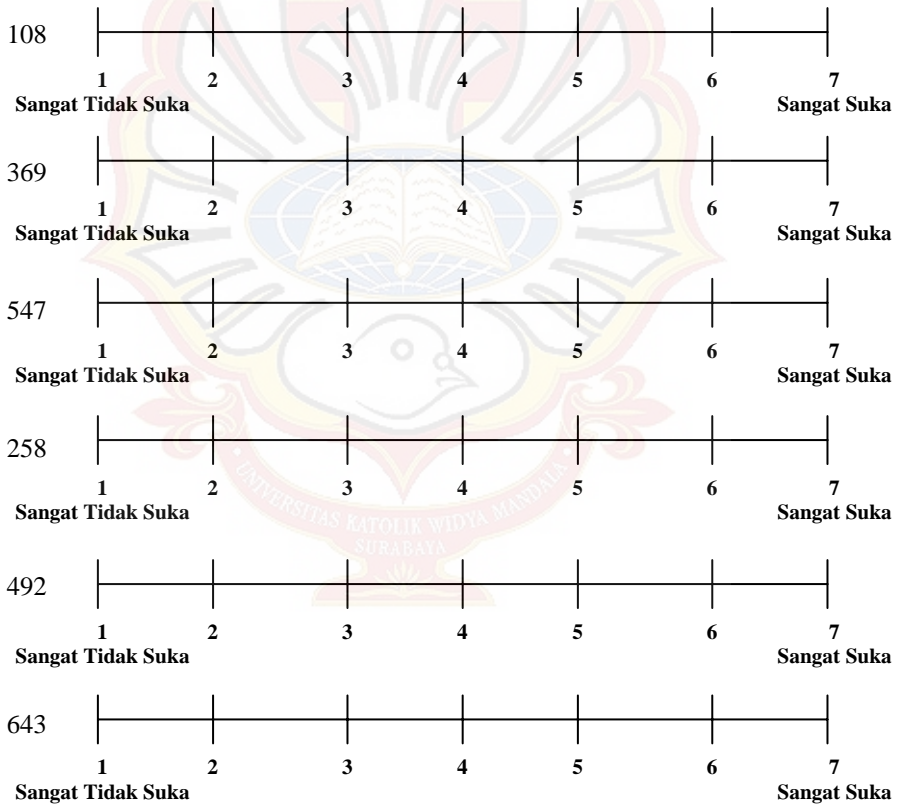 108
1 2 3 4 5 6 7
Sangat Tidak Suka Sangat Suka
369
1 2 3 4 5 6 7
Sangat Tidak Suka Sangat Suka
547
1 2 3 4 5 6 7
Sangat Tidak Suka Sangat Suka
258
1 2 3 4 5 6 7
Sangat Tidak Suka Sangat Suka
UNIVERSITAS KATOLIK WIDYA MANDALA
SURABAYA
492
1 2 3 4 5 6 7
Sangat Tidak Suka Sangat Suka
643
1 2 3 4 5 6 7
Sangat Tidak Suka Sangat Suka